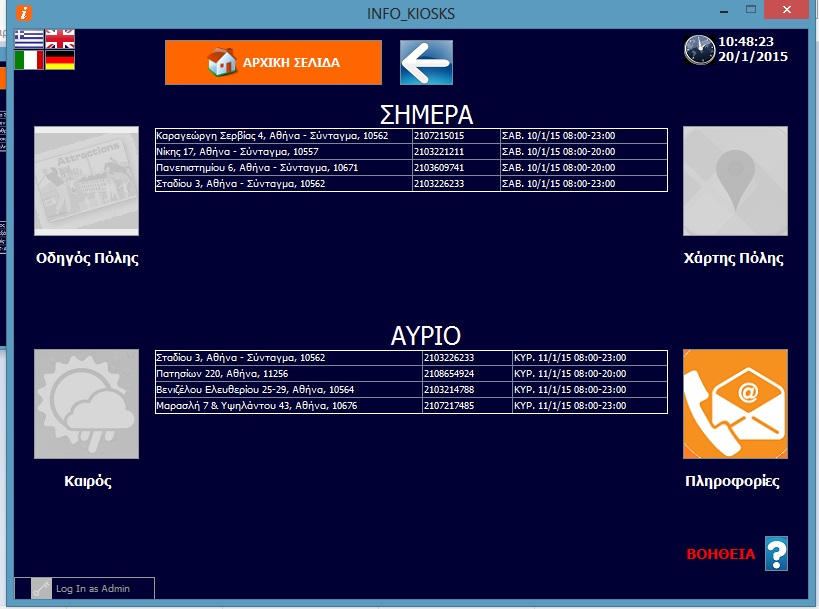 INFO_KIOSKS
ΑΡΧΙΚΗ ΣΕΛΙΔΑ
10:48:23
20/1/2015
ΣΗΜΕΡΑ
Καραγεώργη Σερβίας 4, Αθήνα - Σύνταγμα, 10562 2107215015 ΣΑΒ. 10/1/15 08:00-23:00
Νίκης 17, Αθήνα - Σύνταγμα, 10557 2103221211 ΣΑΒ. 10/1/15 08:00-20:00
Πανεπιστημίου 6, Αθήνα - Σύνταγμα, 10671 2103609741 ΣΑΒ. 10/1/15 08:00-20:00
Σταδίου 3, Αθήνα - Σύνταγμα, 10562 2103226233 ΣΑΒ. 10/1/15 08:00-23:00
Attractions
Οδηγός Πόλης
Χάρτης Πόλης
ΑΥΡΙΟ
Σταδίου 3, Αθήνα - Σύνταγμα, 10562 2103226233 ΚΥΡ. 11/1/15 08:00-23:00
Πατησίων 220, Αθήνα, 11256 2108654924 ΚΥΡ. 11/1/15 08:00-20:00
Βενιζέλου Ελευθερίου 25-29, Αθήνα, 10564 2103214788 ΚΥΡ. 11/1/15 08:00-23:00
Μαρασλή 7 & Υψηλάντου 43, Αθήνα, 10676 2107217485 ΚΥΡ. 11/1/15 08:00-23:00
Καιρός
Πληροφορίες
ΒΟΗΘΕΙΑ
Log In as Admin